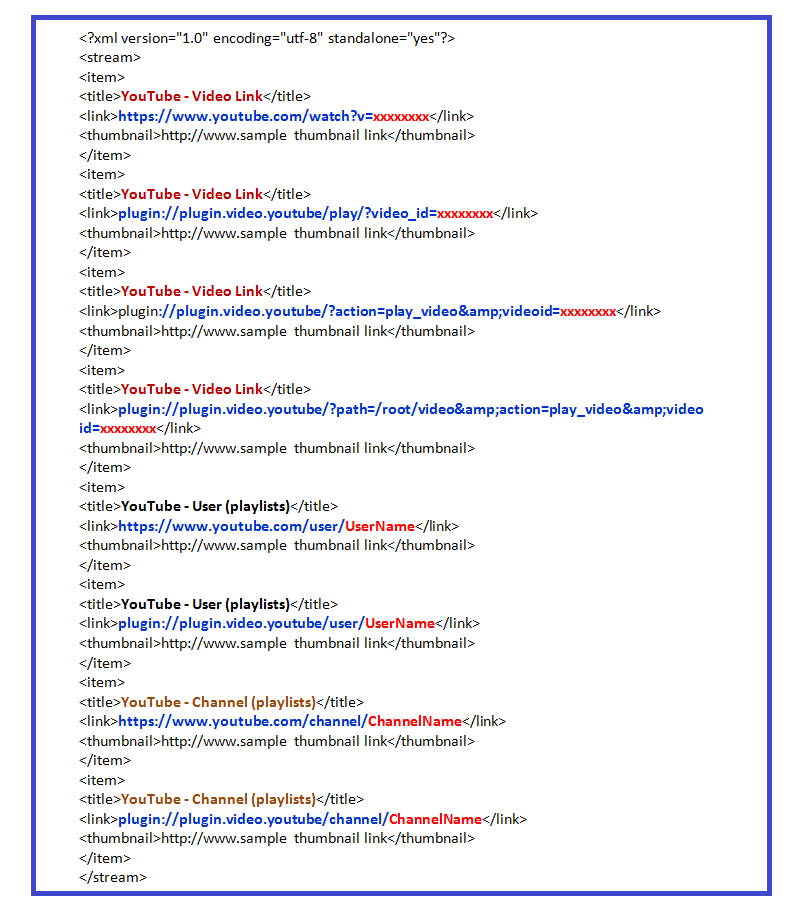 <?xml version="1.0" encoding="utf-8" standalone="yes"?>
<stream>
<item>
<title>YouTube - Video Link</title>
<link>https://www.youtube.com/watch?v=xxxxxxxx</link>
<thumbnail>http://www.sample thumbnail link</thumbnail>
</item>
<item>
<title>YouTube - Video Link</title>
<link>plugin://plugin.video.youtube/play/?video_id=xxxxxxxx</link>
<thumbnail>http://www.sample thumbnail link</thumbnail>
</item>
<item>
<title>YouTube - Video Link</title>
<link>plugin://plugin.video.youtube/?action=play_video&amp;videoid=xxxxxxxx</link>
<thumbnail>http://www.sample thumbnail link</thumbnail>
</item>
<item>
<title>YouTube - Video Link</title>
<link>plugin://plugin.video.youtube/?path=/root/video&amp;action=play_video&amp;video
id=xxxxxxxx</link>
<thumbnail>http://www.sample thumbnail link</thumbnail>
</item>
<item>
<title>YouTube - User (playlists)</title>
<link>https://www.youtube.com/user/UserName</link>
<thumbnail>http://www.sample thumbnail link</thumbnail>
</item>
<item>
<title>YouTube - User (playlists)</title>
<link>plugin://plugin.video.youtube/user/UserName</link>
<thumbnail>http://www.sample thumbnail link</thumbnail>
</item>
<item>
<title>YouTube - Channel (playlists)</title>
<link>https://www.youtube.com/channel/ChannelName</link>
<thumbnail>http://www.sample thumbnail link</thumbnail>
</item>
<item>
<title>YouTube - Channel (playlists)</title>
<link>plugin://plugin.video.youtube/channel/ChannelName</link>
<thumbnail>http://www.sample thumbnail link</thumbnail>
</item>
</stream>